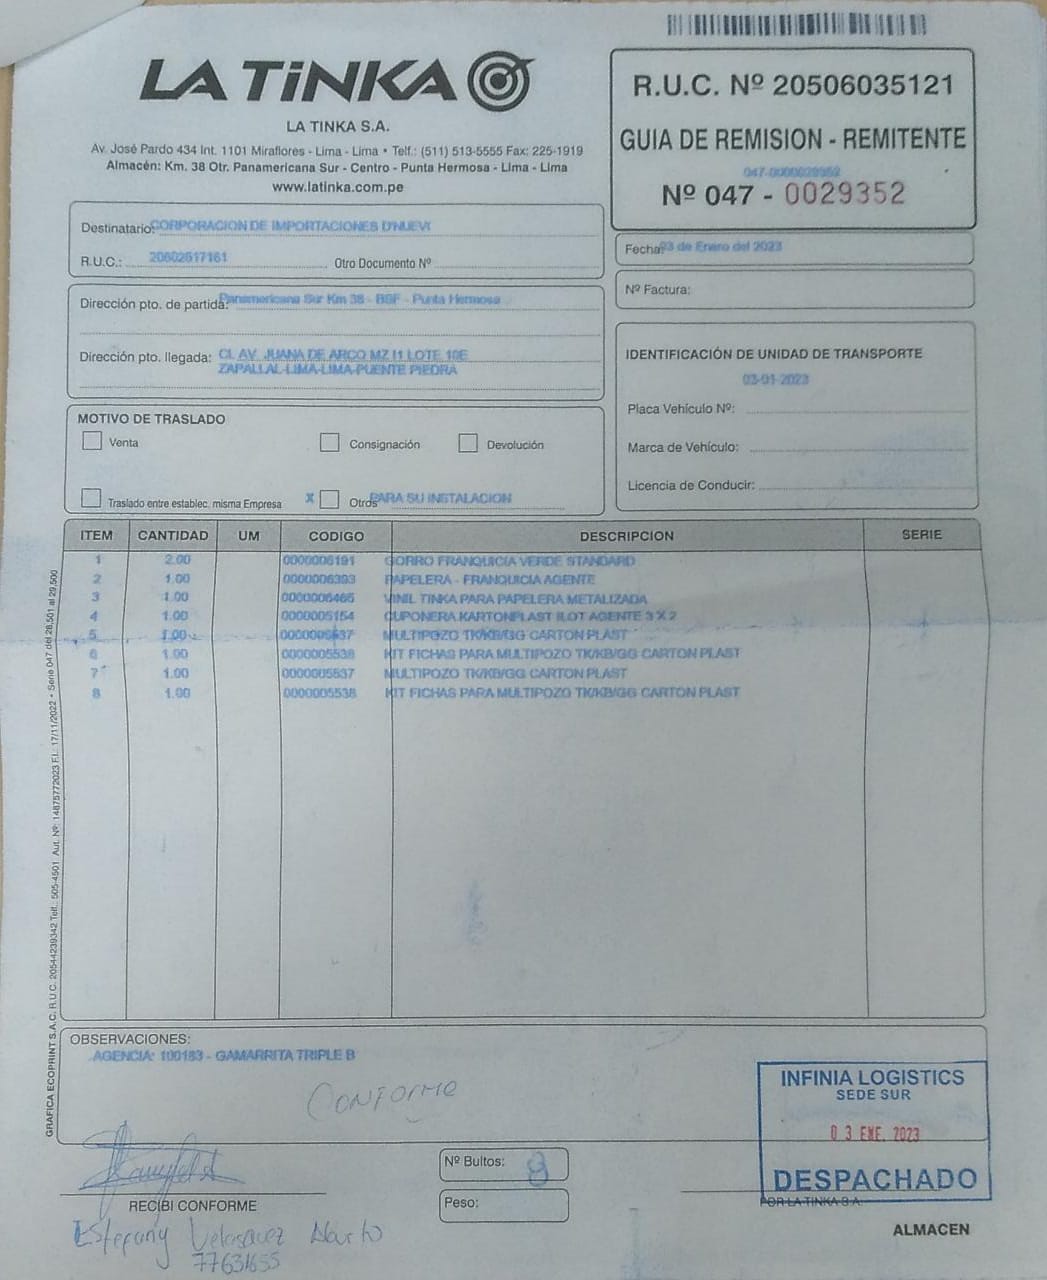 LA TiNKA
LA TINKA S.A.
Av. José Pardo 434 Int. 1101 Miraflores - Lima - Lima • Telf.: (511) 513-5555 Fax: 225-1919
Almacén: Km. 38 Otr. Panamericana Sur - Centro - Punta Hermosa - Lima - Lima
www.latinka.com.pe
R.U.C. Nº 20506035121
GUIA DE REMISION - REMITENTE
047-0000029352
Nº 047 - 0029352
Destinatario: CORPORACION DE IMPORTACIONES D'NUEVI
R.U.C.: 20602617161 Otro Documento Nº
Fecha: 03 de Enero del 2023
Nº Factura:
Dirección pto. de partida: Panamericana Sur Km 38 - BSF - Punta Hermosa
Dirección pto. llegada: CL AV. JUANA DE ARCO MZ I1 LOTE 10E
ZAPALLAL-LIMA-LIMA-PUENTE PIEDRA
IDENTIFICACIÓN DE UNIDAD DE TRANSPORTE
03-01-2023
Placa Vehículo Nº:
Marca de Vehículo:
Licencia de Conducir:
MOTIVO DE TRASLADO
Venta Consignación Devolución
Traslado entre establec. misma Empresa X Otros PARA SU INSTALACION
ITEM CANTIDAD UM CODIGO DESCRIPCION SERIE
1 2.00 0000006191 GORRO FRANQUICIA VERDE STANDARD
2 1.00 0000006393 PAPELERA - FRANQUICIA AGENTE
3 1.00 0000006465 VINIL TINKA PARA PAPELERA METALIZADA
4 1.00 0000005154 CUPONERA KARTONPLAST ILOT AGENTE 3 X 2
5 1.00 0000005537 MULTIPOZO TK/KB/GG CARTON PLAST
6 1.00 0000005538 KIT FICHAS PARA MULTIPOZO TK/KB/GG CARTON PLAST
7 1.00 0000005537 MULTIPOZO TK/KB/GG CARTON PLAST
8 1.00 0000005538 KIT FICHAS PARA MULTIPOZO TK/KB/GG CARTON PLAST
GRAFICA ECOPRINT S.A.C. R.U.C. 20544239342 Telf.: 505-4501 Aut. Nº: 14875772023 F.I.: 17/11/2022 • Serie 047 del 28,501 al 29,500
OBSERVACIONES:
AGENCIA: 100183 - GAMARRITA TRIPLE B
CONFORME
INFINIA LOGISTICS
SEDE SUR
03 ENE. 2023
DESPACHADO
POR LA TINKA S.A.
Nº Bultos: 8
Peso:
RECIBI CONFORME
ALMACEN
Estefany Velasquez
77631655